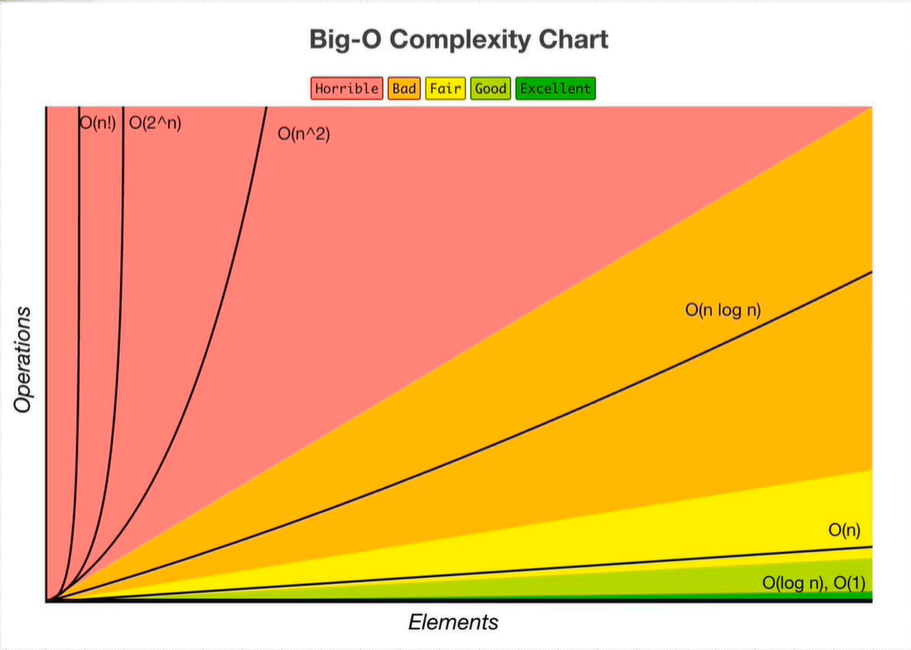 Big-O Complexity Chart
Horrible Bad Fair Good Excellent
O(n!) O(2^n)
O(n^2)
O(n log n)
O(n)
O(log n), O(1)
Operations
Elements